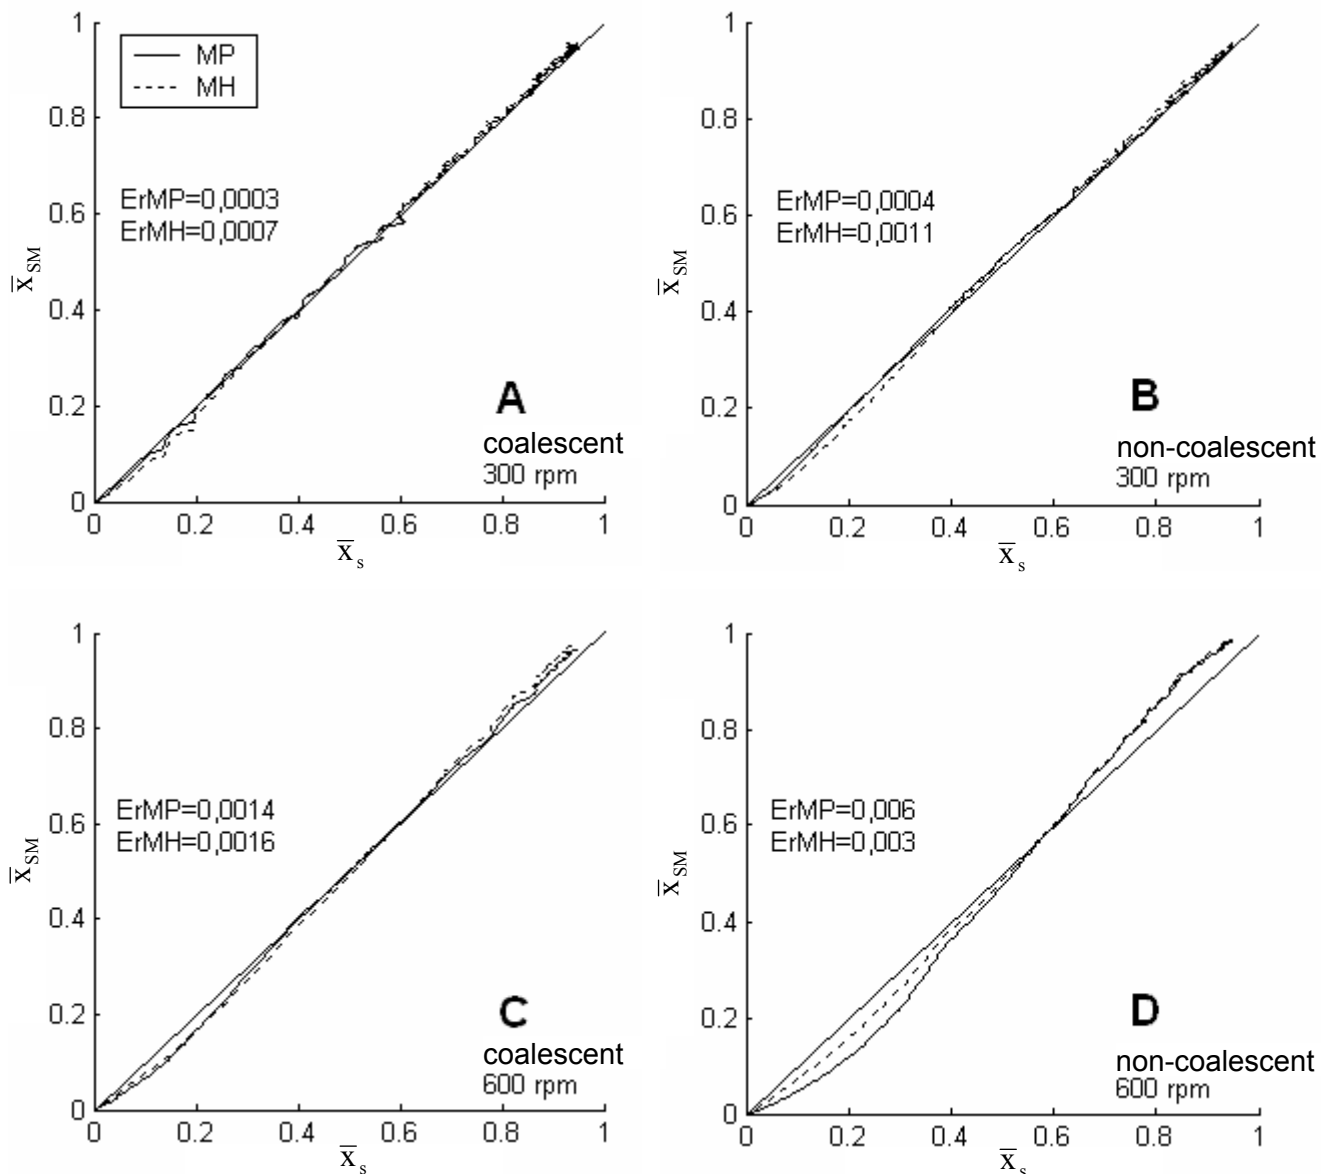 1
MP
MH
0.8
ErMP=0,0003
ErMH=0,0007
0.6
x̅SM
0.4
0.2
A
coalescent
300 rpm
0
0 0.2 0.4 0.6 0.8 1
x̅s
1
0.8
ErMP=0,0004
ErMH=0,0011
0.6
x̅SM
0.4
0.2
B
non-coalescent
300 rpm
0
0 0.2 0.4 0.6 0.8 1
x̅s
1
0.8
ErMP=0,0014
ErMH=0,0016
0.6
x̅SM
0.4
0.2
C
coalescent
600 rpm
0
0 0.2 0.4 0.6 0.8 1
x̅s
1
0.8
ErMP=0,006
ErMH=0,003
0.6
x̅SM
0.4
0.2
D
non-coalescent
600 rpm
0
0 0.2 0.4 0.6 0.8 1
x̅s